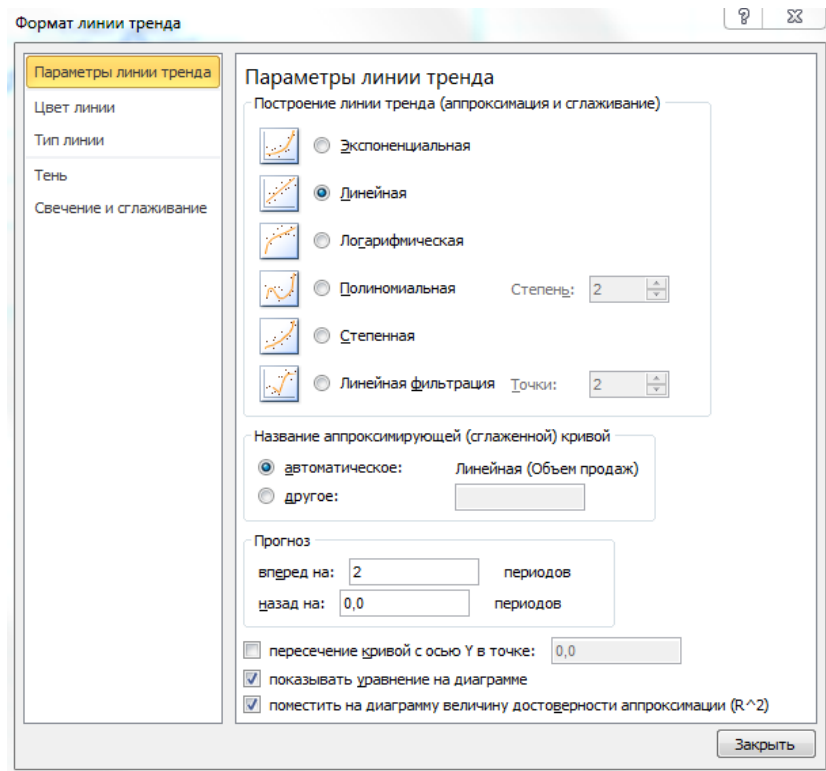 Формат линии тренда
Параметры линии тренда
Цвет линии
Тип линии
Тень
Свечение и сглаживание
Параметры линии тренда
Построение линии тренда (аппроксимация и сглаживание)
Экспоненциальная
Линейная
Логарифмическая
Полиномиальная Степень: 2
Степенная
Линейная фильтрация Точки: 2
Название аппроксимирующей (сглаженной) кривой
автоматическое: Линейная (Объем продаж)
другое:
Прогноз
вперед на: 2 периодов
назад на: 0,0 периодов
пересечение кривой с осью Y в точке: 0,0
показывать уравнение на диаграмме
поместить на диаграмму величину достоверности аппроксимации (R^2)
Закрыть